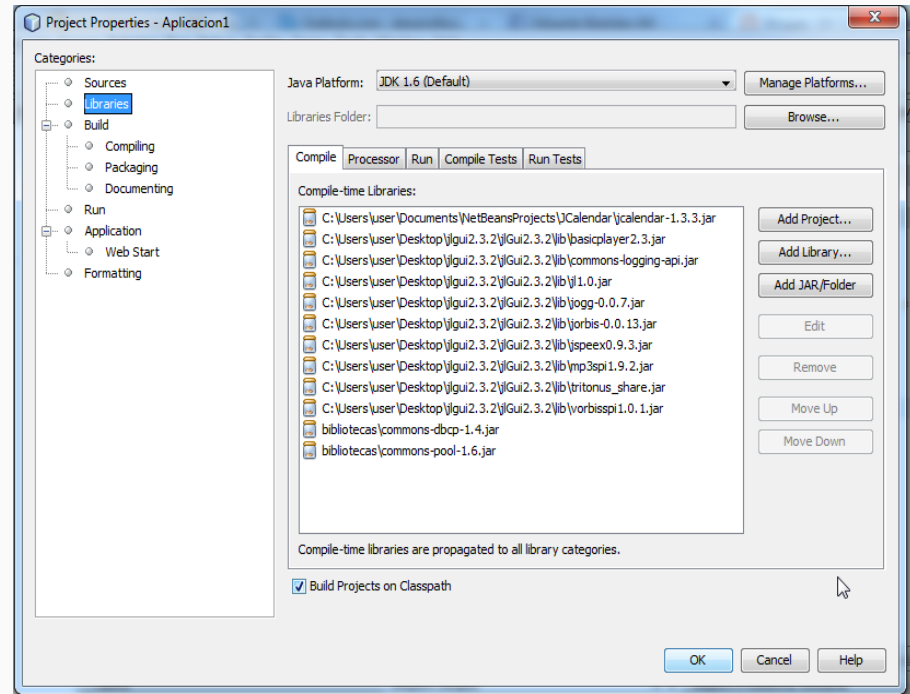 Project Properties - Aplicacion1
Categories:
Sources
Libraries
Build
Compiling
Packaging
Documenting
Run
Application
Web Start
Formatting
Java Platform: JDK 1.6 (Default) Manage Platforms...
Libraries Folder: Browse...
Compile Processor Run Compile Tests Run Tests
Compile-time Libraries:
C:\Users\user\Documents\NetBeansProjects\JCalendar\jcalendar-1.3.3.jar
C:\Users\user\Desktop\jlgui2.3.2\jlGui2.3.2\lib\basicplayer2.3.jar
C:\Users\user\Desktop\jlgui2.3.2\jlGui2.3.2\lib\commons-logging-api.jar
C:\Users\user\Desktop\jlgui2.3.2\jlGui2.3.2\lib\jl1.0.jar
C:\Users\user\Desktop\jlgui2.3.2\jlGui2.3.2\lib\jogg-0.0.7.jar
C:\Users\user\Desktop\jlgui2.3.2\jlGui2.3.2\lib\jorbis-0.0.13.jar
C:\Users\user\Desktop\jlgui2.3.2\jlGui2.3.2\lib\jspeex0.9.3.jar
C:\Users\user\Desktop\jlgui2.3.2\jlGui2.3.2\lib\mp3spi1.9.2.jar
C:\Users\user\Desktop\jlgui2.3.2\jlGui2.3.2\lib\tritonus_share.jar
C:\Users\user\Desktop\jlgui2.3.2\jlGui2.3.2\lib\vorbisspi1.0.1.jar
bibliotecas\commons-dbcp-1.4.jar
bibliotecas\commons-pool-1.6.jar
Add Project...
Add Library...
Add JAR/Folder
Edit
Remove
Move Up
Move Down
Compile-time libraries are propagated to all library categories.
Build Projects on Classpath
OK Cancel Help